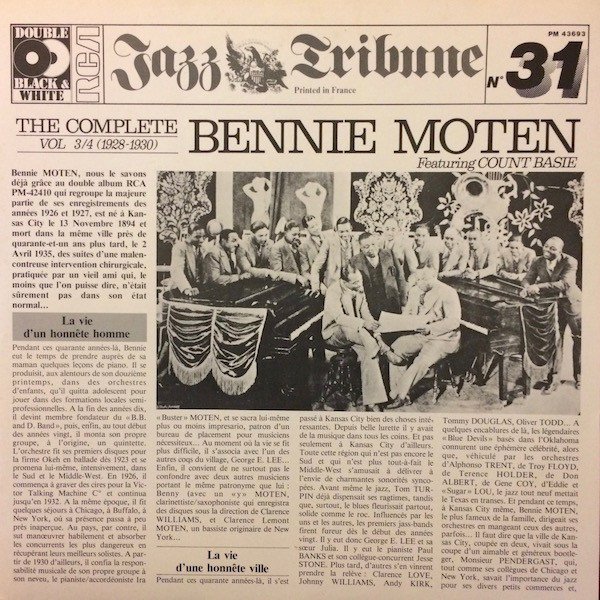 DOUBLE
BLACK &
WHITE
RCA
Jazz Tribune
Printed in France
PM 43693
N° 31
THE COMPLETE
VOL 3/4 (1928-1930)
BENNIE MOTEN
Featuring COUNT BASIE
Bennie MOTEN, nous le savons
déjà grâce au double album RCA
PM-42410 qui regroupe la majeure
partie de ses enregistrements des
années 1926 et 1927, est né à Kan-
sas City le 13 Novembre 1894 et
mort dans la même ville près de
quarante-et-un ans plus tard, le 2
Avril 1935, des suites d'une malen-
contreuse intervention chirurgicale,
pratiquée par un vieil ami qui, le
moins que l'on puisse dire, n'était
sûrement pas dans son état
normal...
La vie
d'un honnête homme
Pendant ces quarante années-là, Bennie
eut le temps de prendre auprès de sa
maman quelques leçons de piano. Il se
produisit, aux alentours de son douzième
printemps, dans des orchestres
d'enfants, qu'il quitta adolescent pour
jouer dans des formations locales semi-
professionnelles. A la fin des années dix,
il devint membre fondateur du «B.B.
and D. Band», puis, enfin, au tout début
des années vingt, il monta son propre
groupe, à l'origine, un quintette.
L'orchestre fit ses premiers disques pour
la firme Okeh en ballade des 1923 et se
promena lui-même, intensivement, dans
le Sud et le Middle-West. En 1926, il
commença à graver des cires pour la Vic-
tor Talking Machine Cº et continua
jusqu'en 1932. A la même époque, il fit
quelques séjours à Chicago, à Buffalo, à
New York, où sa présence passa à peu
près inaperçue. Au pays, par contre, il
sut manœuvrer habilement et absorber
les concurrents les plus dangereux en
récupérant leurs meilleurs solistes. A par-
tir de 1930 d'ailleurs, il confia la respon-
sabilité musicale de son propre groupe à
son neveu, le pianiste/accordéoniste Ira
« Buster » MOTEN, et se sacra lui-même
plus ou moins impresario, patron d'un
bureau de placement pour musiciens
nécessiteux... Au moment où la vie se fit
plus difficile, il s'associa avec l'un des
vieux coqs du village, George E. LEE...
Enfin, il convient de ne surtout pas le
confondre avec deux autres musiciens
portant le même patronyme que lui :
Benny (avec un «y») MOTEN,
clarinettiste/saxophoniste qui enregistra
des disques sous la direction de Clarence
WILLIAMS, et Clarence Lemont
MOTEN, un bassiste originaire de New
York...
La vie
d'une honnête ville
Pendant ces quarante années-là, il s'est
passé à Kansas City bien des choses inté-
ressantes. Depuis belle lurette il y avait
de la musique dans tous les coins. Et pas
seulement à Kansas City d'ailleurs.
Toute cette région qui n'est pas encore le
Sud et qui n'est plus tout-à-fait le
Middle-West s'amusait à délivrer à
l'envie de charmantes sonorités synco-
pées. Avant même le jazz, Tom TUR-
PIN déjà dispensait ses ragtimes, tandis
que, surtout, le blues fleurissait partout,
solide comme le roc. Influencés par les
uns et les autres, les premiers jazz-bands
firent fureur dès le début des années
vingt. Il y eut donc George E. LEE et sa
sœur Julia. Il y eut le pianiste Paul
BANKS et son collègue-concurrent Jesse
STONE. Plus tard, d'autres s'en vinrent
prendre la relève : Clarence LOVE,
Johnny WILLIAMS, Andy KIRK,
Tommy DOUGLAS, Oliver TODD... A
quelques encablures de là, les légendaires
« Blue Devils » basés dans l'Oklahoma
connurent une éphémère célébrité, alors
que, vivaces, les orchestres provinciaux
d'Alphonso TRENT, de Troy FLOYD,
de Terence HOLDER, de Don
ALBERT, de Gene COY, Eddie et
« Sugar » LOU, le jazz tout neuf mettait
le Texas en transes. Et pendant ce temps,
à Kansas City même, Bennie MOTEN,
le plus fameux de la famille, dirigeait ses
hommes en mangeant ceux des autres,
parfois... Il faut dire que la ville de Kan-
sas City, coupée en deux, vivait sous la
coupe d'un aimable et généreux bootleg-
ger, Monsieur PENDERGAST, qui,
tout comme ses collègues de Chicago et
New York, savait l'importance du jazz
pour ses divers petits commerces et,